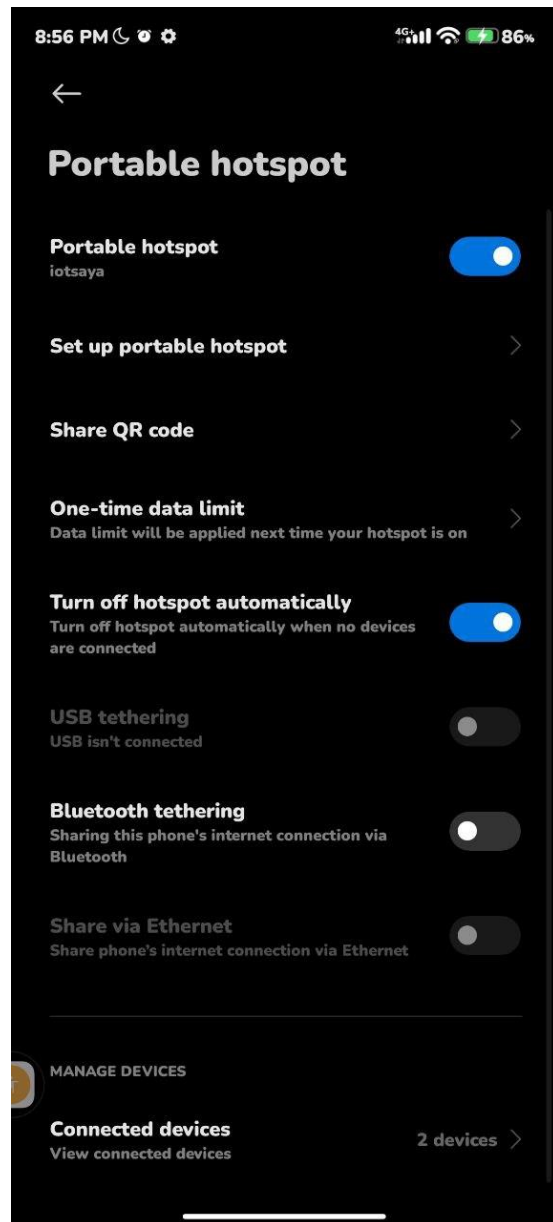 8:56 PM 4G+ 86%
Portable hotspot
Portable hotspot
iotsaya
Set up portable hotspot
Share QR code
One-time data limit
Data limit will be applied next time your hotspot is on
Turn off hotspot automatically
Turn off hotspot automatically when no devices
are connected
USB tethering
USB isn't connected
Bluetooth tethering
Sharing this phone's internet connection via
Bluetooth
Share via Ethernet
Share phone's internet connection via Ethernet
MANAGE DEVICES
Connected devices
2 devices
View connected devices